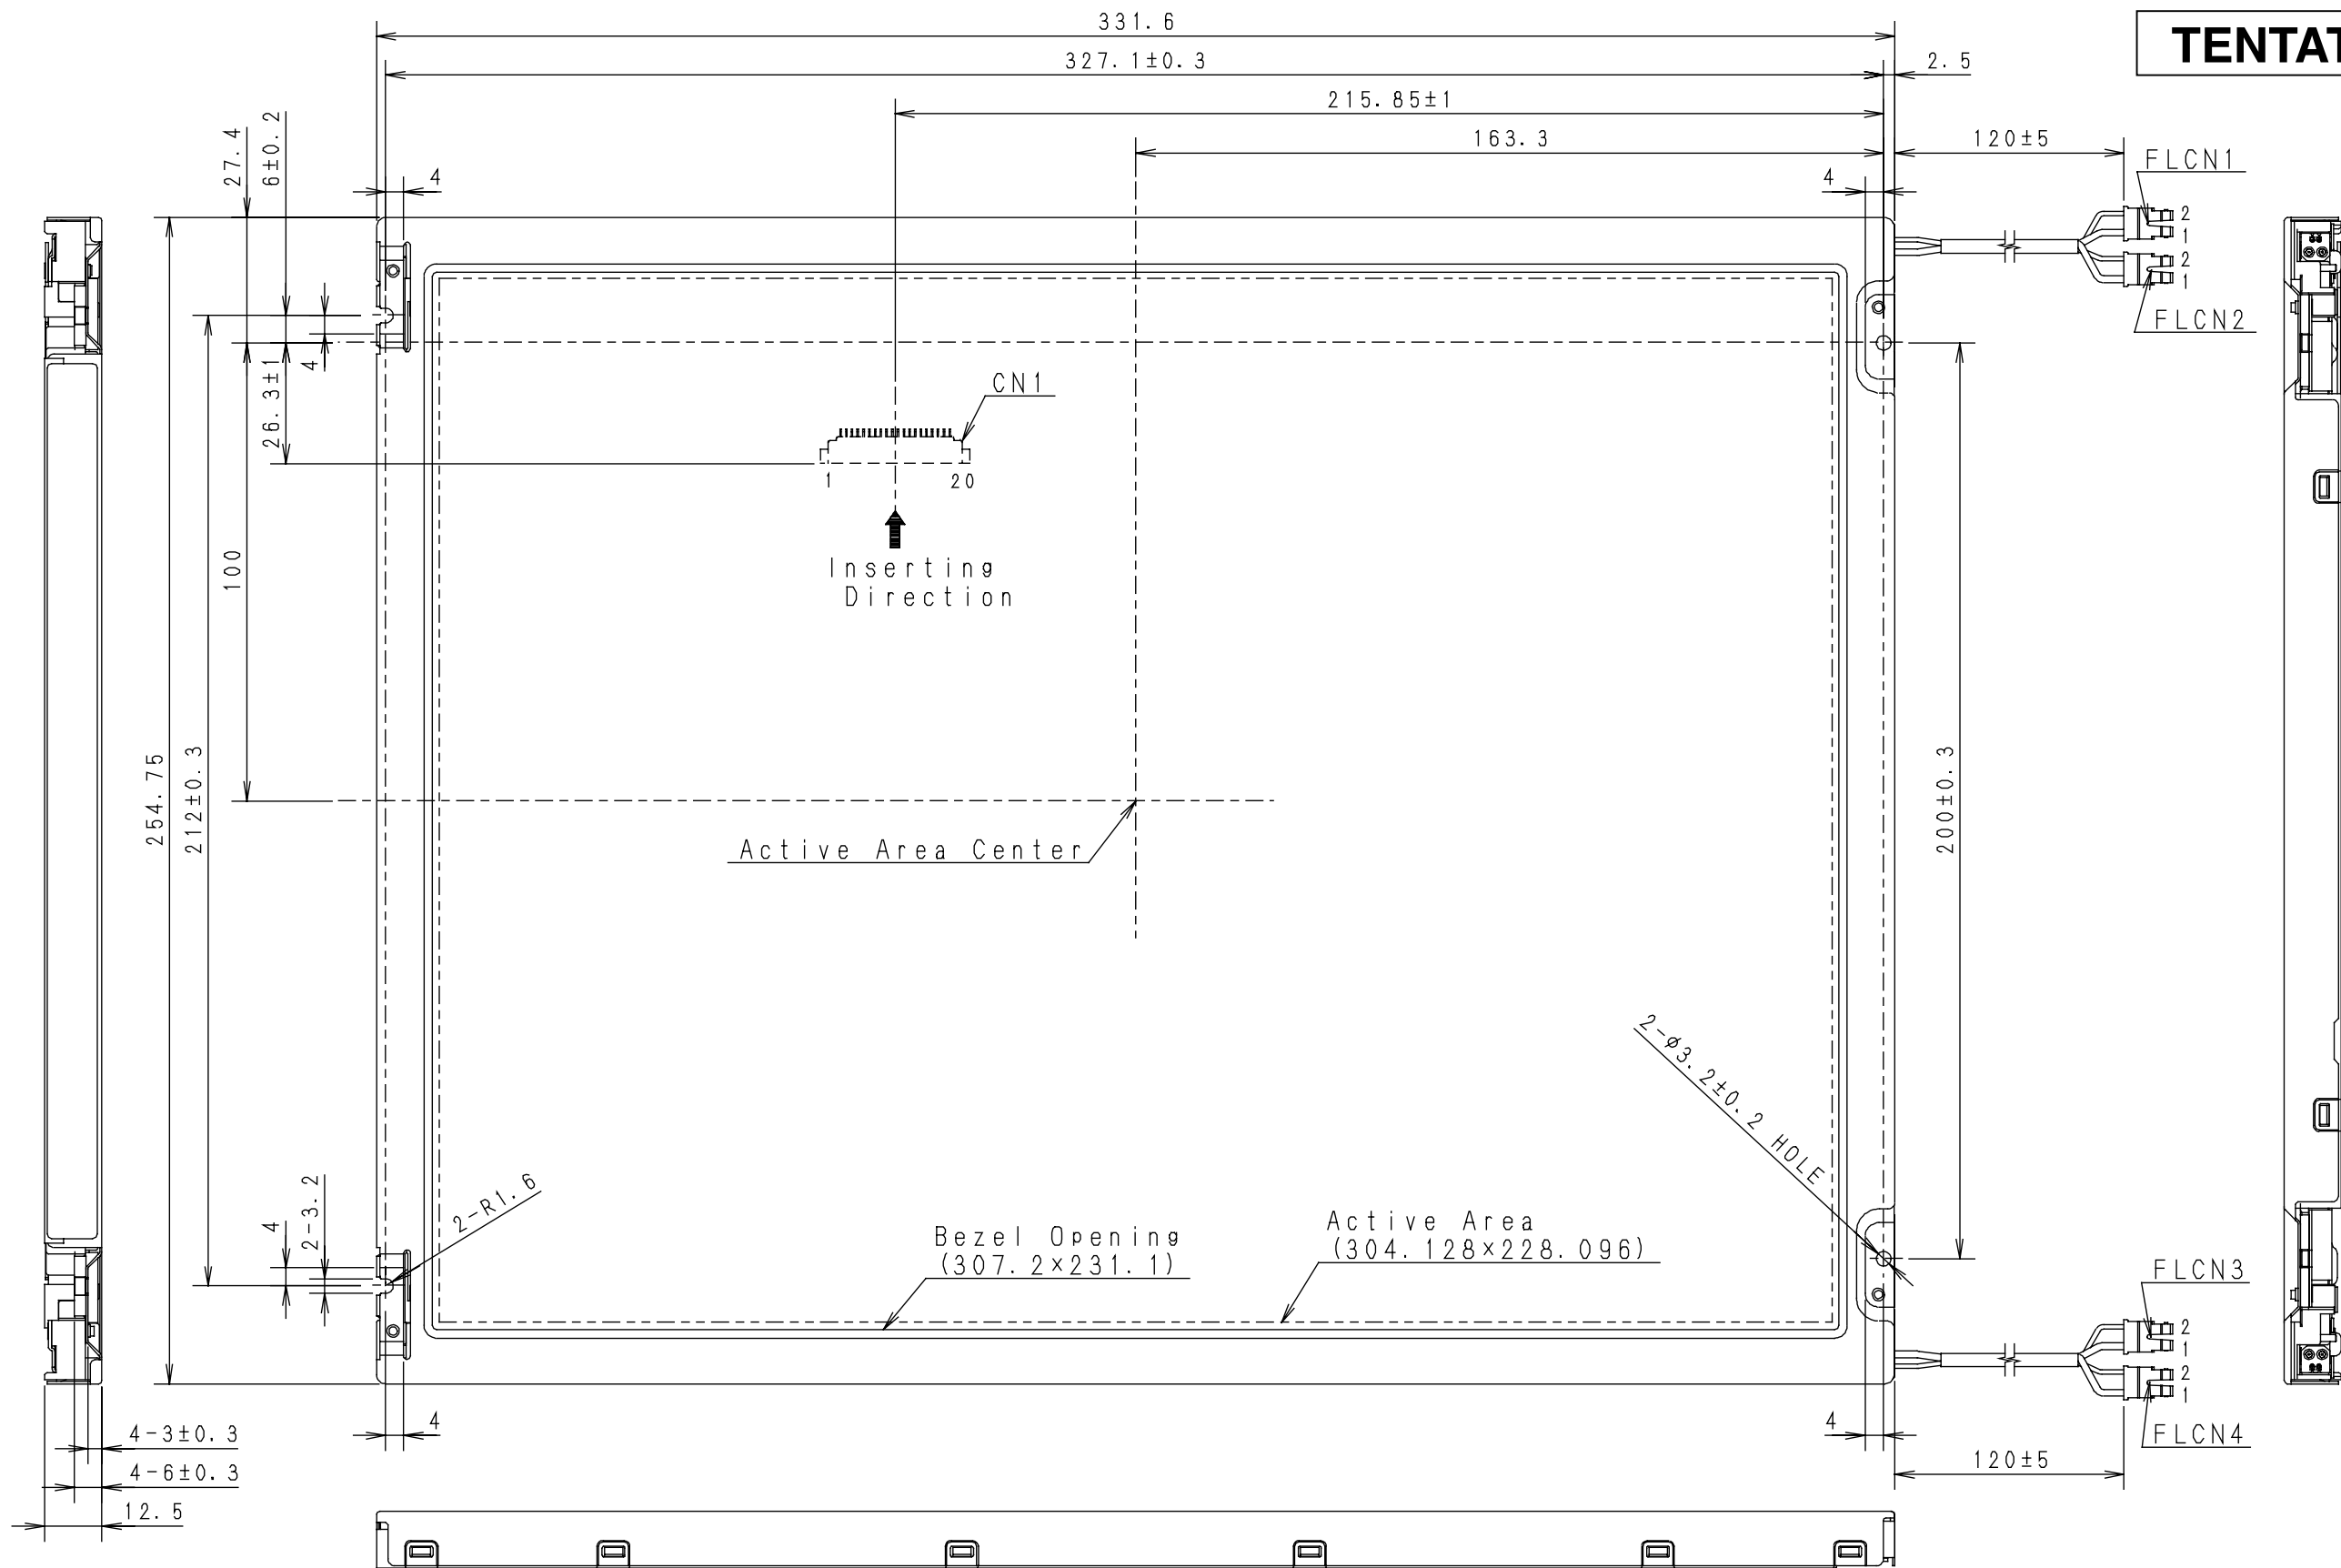 331.6
TENTAT
327.1±0.3
2.5
215.85±1
163.3
120±5
27.4
6±0.2
4
4
FLCN1
2
1
2
1
FLCN2
4
26.3±1
CN1
1
20
100
Inserting
Direction
254.75
212±0.3
200±0.3
Active Area Center
2-φ3.2±0.2 HOLE
4
2-3.2
2-R1.6
Bezel Opening
(307.2×231.1)
Active Area
(304.128×228.096)
FLCN3
2
1
2
1
FLCN4
4
4
4-3±0.3
4-6±0.3
120±5
12.5